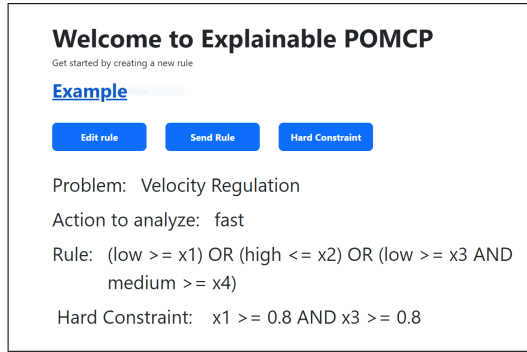 Welcome to Explainable POMCP
Get started by creating a new rule
Example
Edit rule Send Rule Hard Constraint
Problem: Velocity Regulation
Action to analyze: fast
Rule: (low >= x1) OR (high <= x2) OR (low >= x3 AND
medium >= x4)
Hard Constraint: x1 >= 0.8 AND x3 >= 0.8